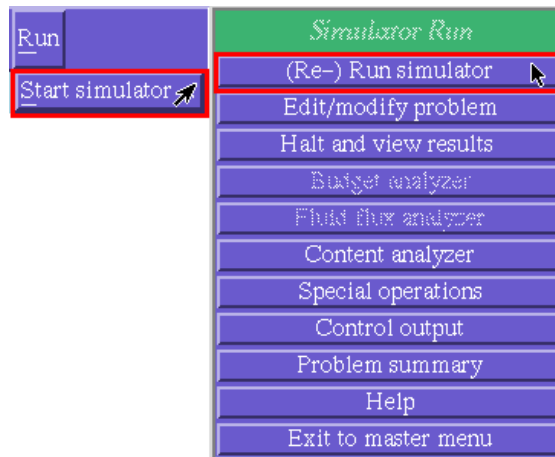 Run
Start simulator
Simulator Run
(Re-) Run simulator
Edit/modify problem
Halt and view results
Budget analyzer
Fluid flux analyzer
Content analyzer
Special operations
Control output
Problem summary
Help
Exit to master menu